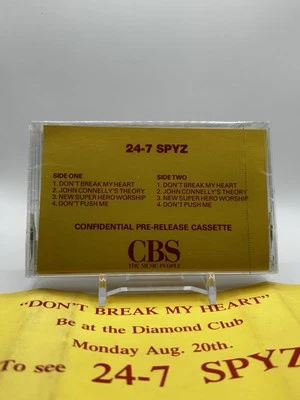 24-7 SPYZ
SIDE ONE
1. DON'T BREAK MY HEART
2. JOHN CONNELLY'S THEORY
3. NEW SUPER HERO WORSHIP
4. DON'T PUSH ME
SIDE TWO
1. DON'T BREAK MY HEART
2. JOHN CONNELLY'S THEORY
3. NEW SUPER HERO WORSHIP
4. DON'T PUSH ME
CONFIDENTIAL PRE-RELEASE CASSETTE
CBS
THE MUSIC PEOPLE
"DON'T BREAK MY HEART"
Be at the Diamond Club
Monday Aug. 20th.
To see 24-7 SPYZ